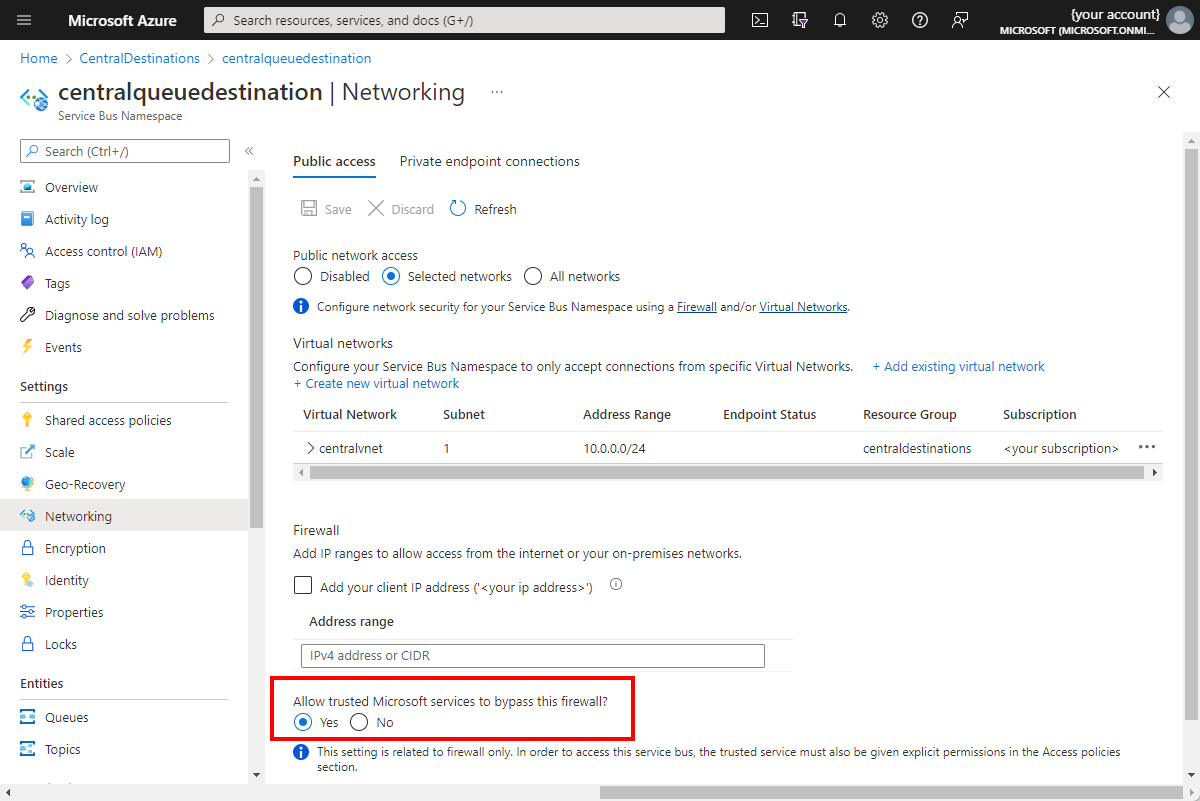 Microsoft Azure
Search resources, services, and docs (G+/)
{your account}
MICROSOFT (MICROSOFT.ONMI...
Home > CentralDestinations > centralqueuedestination
centralqueuedestination | Networking ...
Service Bus Namespace
Search (Ctrl+/)
Overview
Activity log
Access control (IAM)
Tags
Diagnose and solve problems
Events
Settings
Shared access policies
Scale
Geo-Recovery
Networking
Encryption
Identity
Properties
Locks
Entities
Queues
Topics
Public access Private endpoint connections
Save Discard Refresh
Public network access
Disabled Selected networks All networks
Configure network security for your Service Bus Namespace using a Firewall and/or Virtual Networks.
Virtual networks
Configure your Service Bus Namespace to only accept connections from specific Virtual Networks. + Add existing virtual network
+ Create new virtual network
Virtual Network Subnet Address Range Endpoint Status Resource Group Subscription
centralvnet 1 10.0.0.0/24 centraldestinations <your subscription> ...
Firewall
Add IP ranges to allow access from the internet or your on-premises networks.
Add your client IP address ('<your ip address>')
Address range
IPv4 address or CIDR
Allow trusted Microsoft services to bypass this firewall?
Yes No
This setting is related to firewall only. In order to access this service bus, the trusted service must also be given explicit permissions in the Access policies
section.